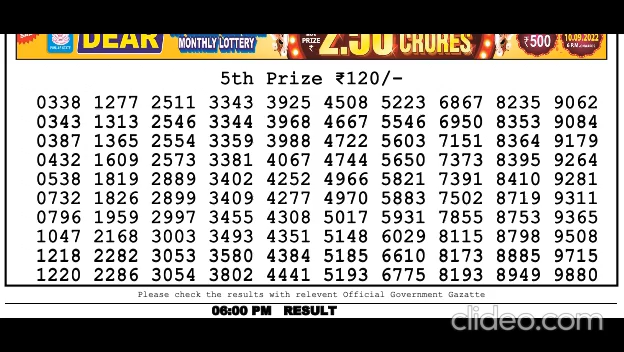 DEAR
MONTHLY LOTTERY
PRIZE
₹
2.50 CRORES
₹500
10.09.2022
6 P.M.
5th Prize ₹120/-
0338 1277 2511 3343 3925 4508 5223 6867 8235 9062
0343 1313 2546 3344 3968 4667 5546 6950 8353 9084
0387 1365 2554 3359 3988 4722 5603 7151 8364 9179
0432 1609 2573 3381 4067 4744 5650 7373 8395 9264
0538 1819 2889 3402 4252 4966 5821 7391 8410 9281
0732 1826 2899 3409 4277 4970 5883 7502 8719 9311
0796 1959 2997 3455 4308 5017 5931 7855 8753 9365
1047 2168 3003 3493 4351 5148 6029 8115 8798 9508
1218 2282 3053 3580 4384 5185 6610 8173 8885 9715
1220 2286 3054 3802 4441 5193 6775 8193 8949 9880
Please check the results with relevent Official Government Gazatte
06:00 PM RESULT
clideo.com